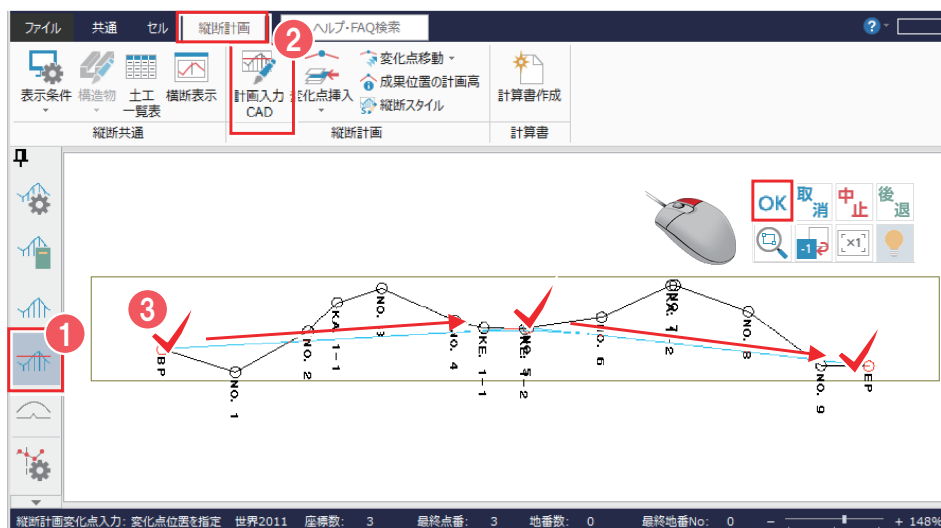 ファイル 共通 セル 縦断計画 ヘルプ・FAQ検索 ?
2
表示条件 構造物 土工一覧表 横断表示
計画入力CAD 変化点挿入
変化点移動
成果位置の計画高
縦断スタイル
計算書作成
縦断共通 縦断計画 計算書
1
3
OK 取消 中止 後退
-1 [×1]
BP
NO. 1
NO. 2
KA. 1-1
NO. 3
NO. 4
KE. 1-1
NO. 6
NO. 8
NO. 9
EP
縦断計画変化点入力: 変化点位置を指定 世界2011 座標数: 3 最終点番: 3 地番数: 0 最終地番No: 0 － + 148%